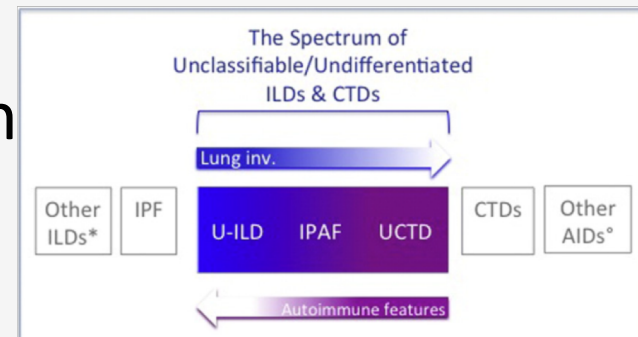 n
The Spectrum of
Unclassifiable/Undifferentiated
ILDs & CTDs
Lung inv.
Other
ILDs*
IPF
U-ILD IPAF UCTD
CTDs
Other
AIDs°
Autoimmune features